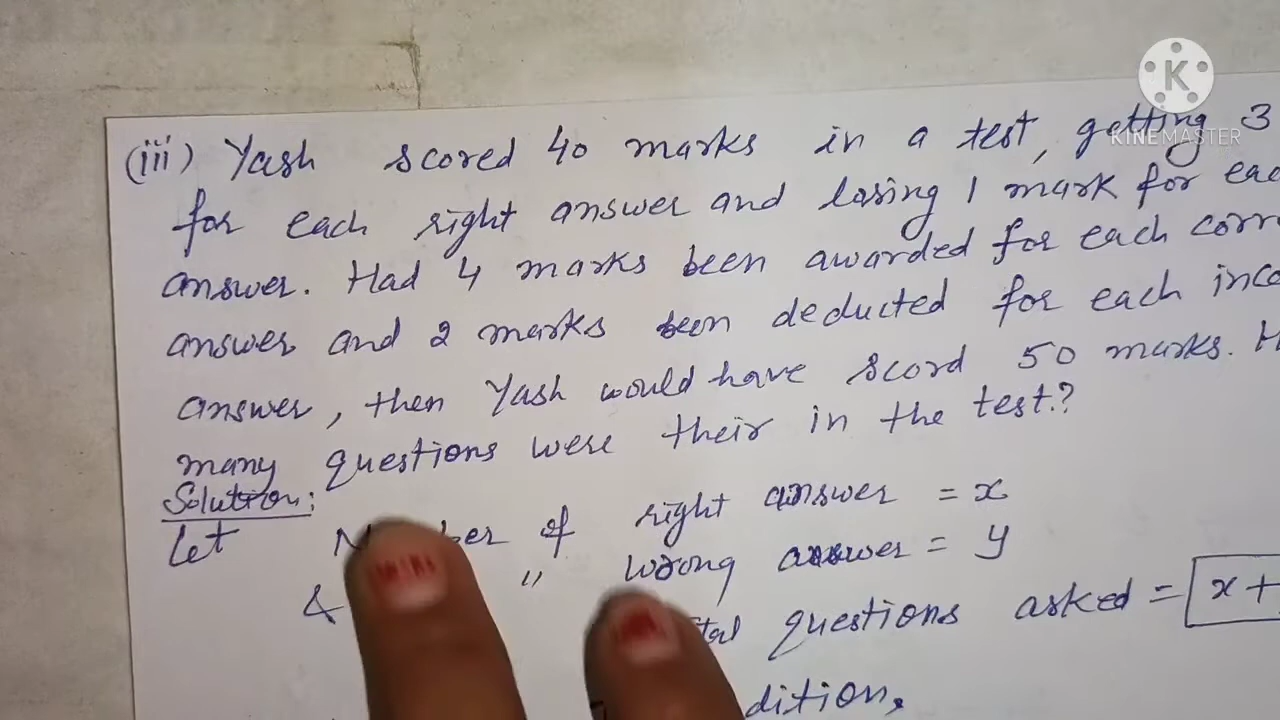 KINEMASTER
(iii) Yash scored 40 marks in a test, getting 3
for each right answer and losing 1 mark for eac
answer. Had 4 marks been awarded for each corr
answer and 2 marks been deducted for each inco
answer, then Yash would have scord 50 marks. H
many questions were their in the test.?
Solution:
Let of right answer = x
& " wrong answer = y
questions asked = x+